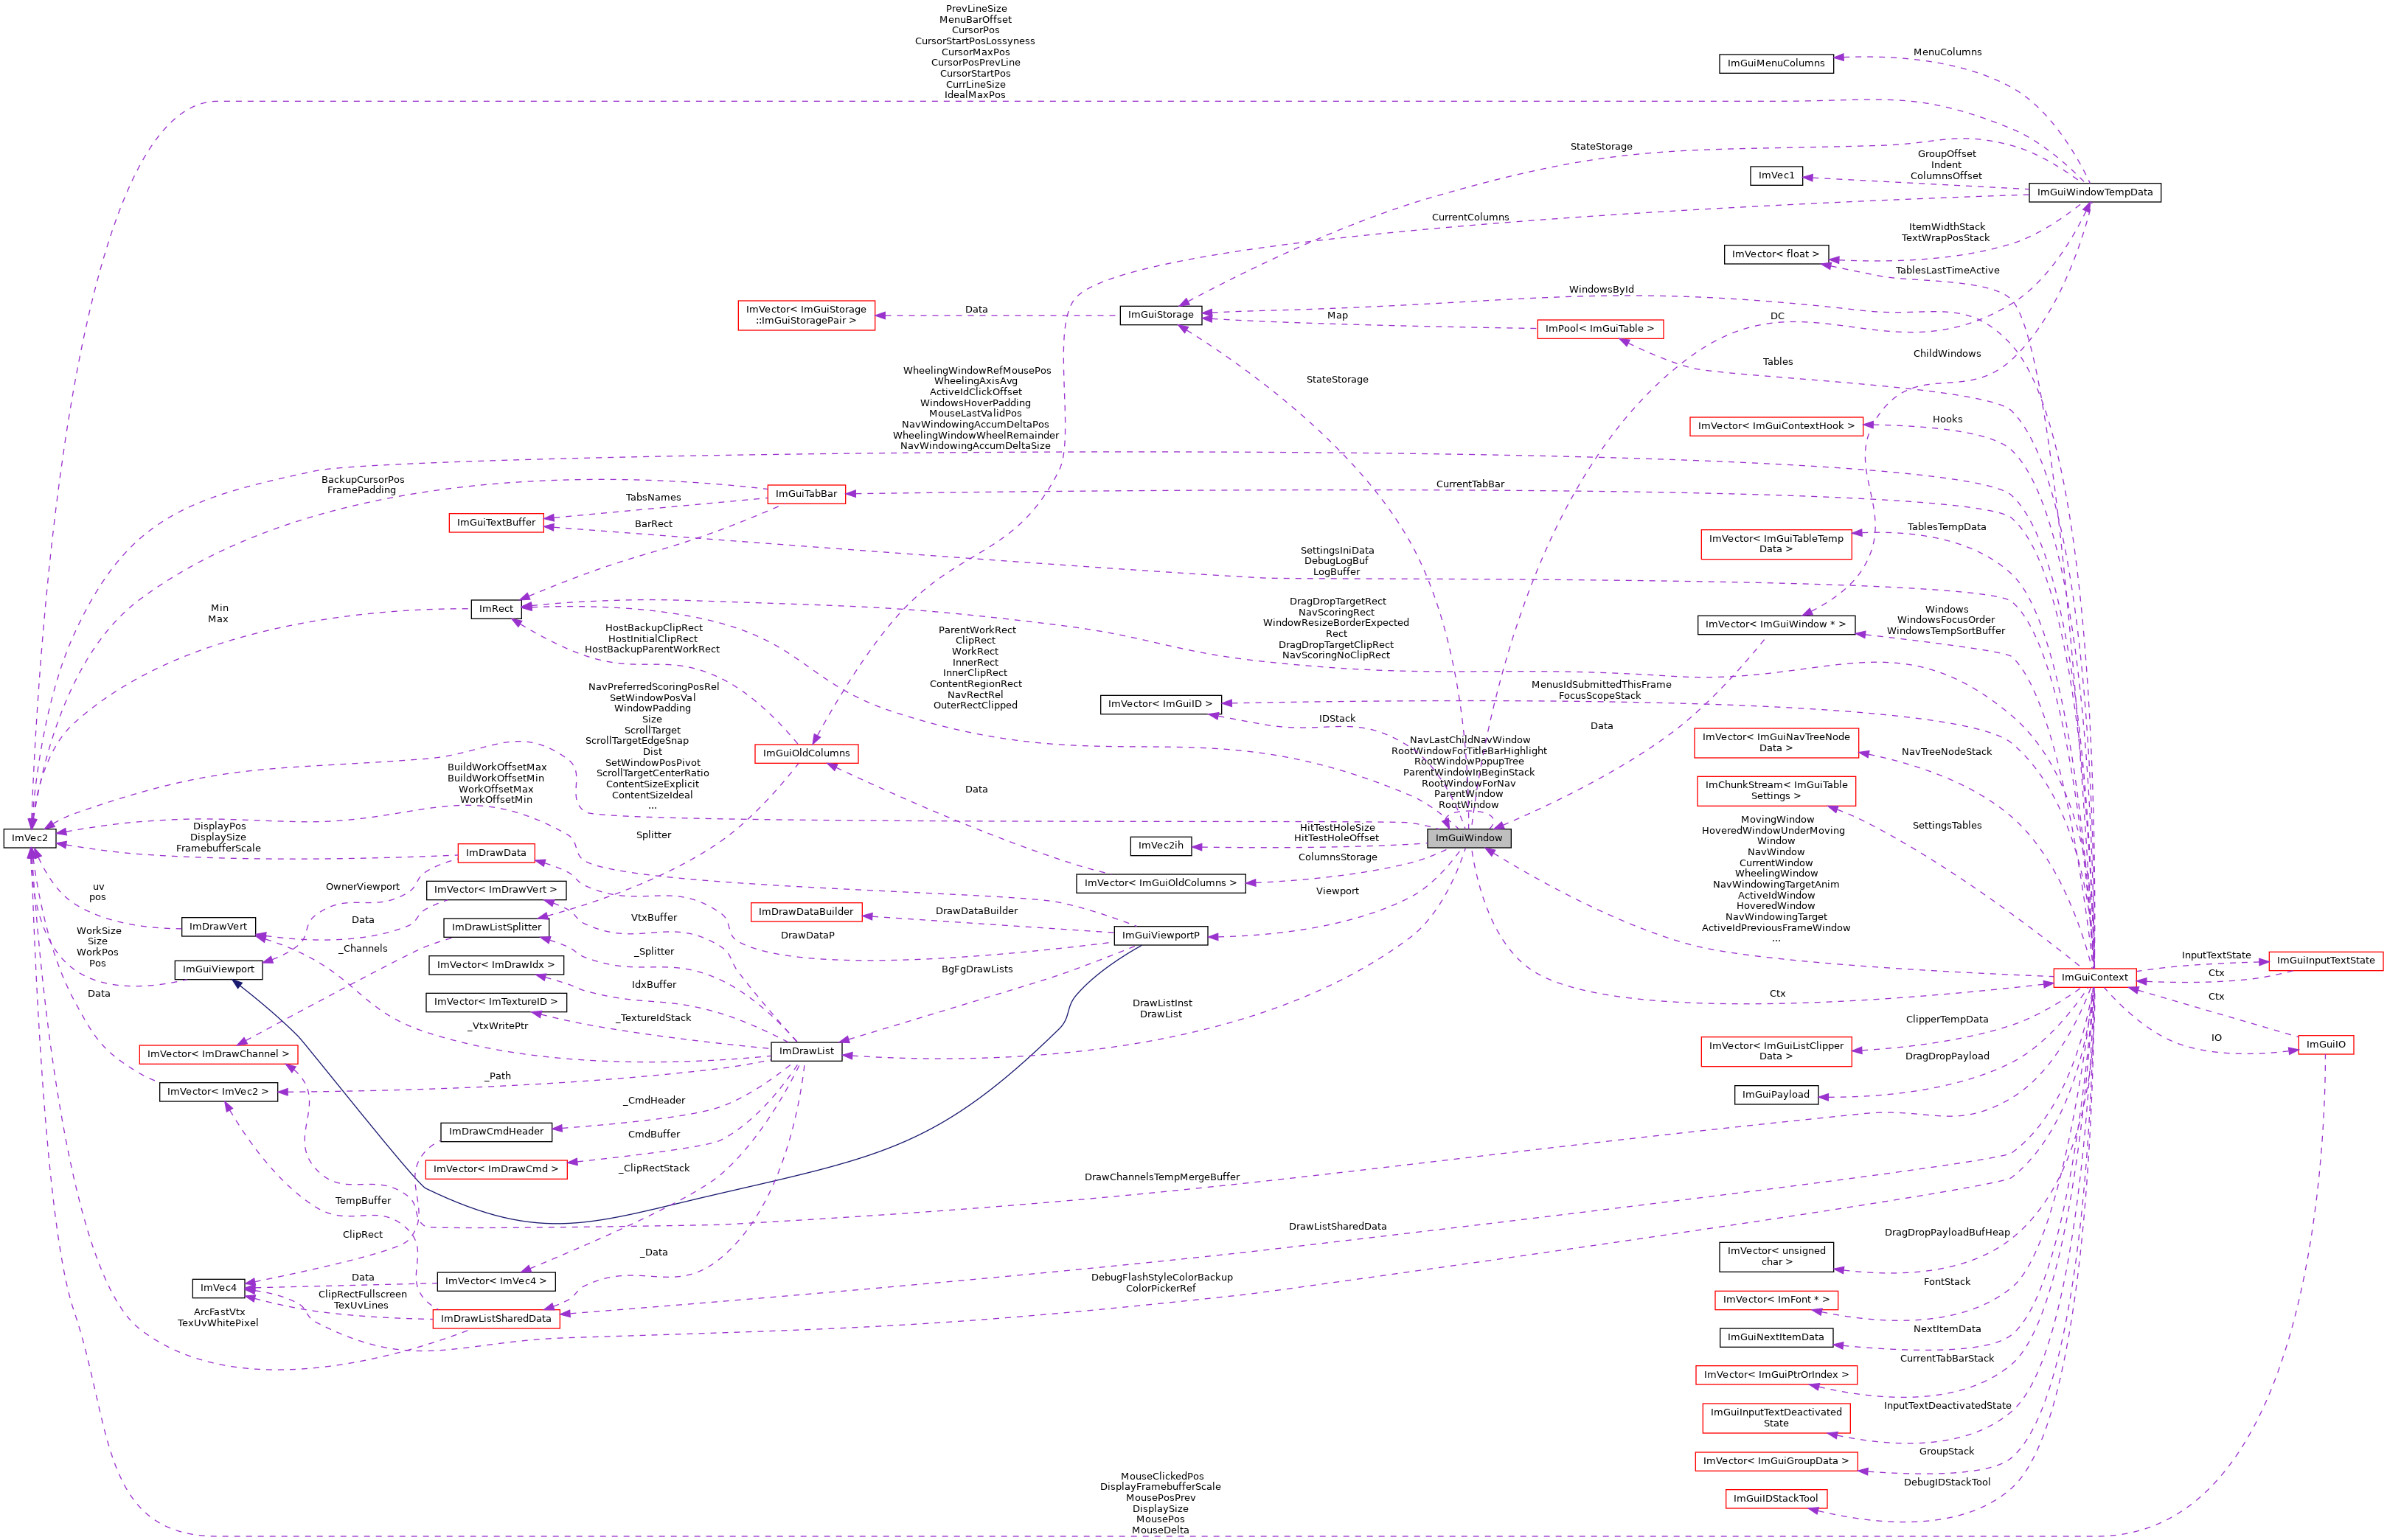 PrevLineSize
MenuBarOffset
CursorPos
CursorStartPosLossyness
CursorMaxPos
CursorPosPrevLine
CursorStartPos
CurrLineSize
IdealMaxPos
MenuColumns
ImGuiMenuColumns
StateStorage
GroupOffset
Indent
ColumnsOffset
ImVec1
ImGuiWindowTempData
CurrentColumns
ItemWidthStack
TextWrapPosStack
ImVector< float >
TablesLastTimeActive
WindowsById
ImVector< ImGuiStorage
::ImGuiStoragePair >
Data
ImGuiStorage
Map
ImPool< ImGuiTable >
DC
ChildWindows
Tables
StateStorage
WheelingWindowRefMousePos
WheelingAxisAvg
ActiveIdClickOffset
WindowsHoverPadding
MouseLastValidPos
NavWindowingAccumDeltaPos
WheelingWindowWheelRemainder
NavWindowingAccumDeltaSize
Hooks
ImVector< ImGuiContextHook >
BackupCursorPos
FramePadding
TabsNames
ImGuiTabBar
CurrentTabBar
ImGuiTextBuffer
BarRect
TablesTempData
ImVector< ImGuiTableTemp
Data >
SettingsIniData
DebugLogBuf
LogBuffer
Min
Max
ImRect
HostBackupClipRect
HostInitialClipRect
HostBackupParentWorkRect
ParentWorkRect
ClipRect
WorkRect
InnerRect
InnerClipRect
ContentRegionRect
NavRectRel
OuterRectClipped
DragDropTargetRect
NavScoringRect
WindowResizeBorderExpected
Rect
DragDropTargetClipRect
NavScoringNoClipRect
ImVector< ImGuiWindow * >
Windows
WindowsFocusOrder
WindowsTempSortBuffer
NavPreferredScoringPosRel
SetWindowPosVal
WindowPadding
Size
ScrollTarget
ScrollTargetEdgeSnap
Dist
SetWindowPosPivot
ScrollTargetCenterRatio
ContentSizeExplicit
ContentSizeIdeal
...
ImVector< ImGuiID >
MenusIdSubmittedThisFrame
FocusScopeStack
IDStack
Data
ImGuiOldColumns
Data
NavLastChildNavWindow
RootWindowForTitleBarHighlight
RootWindowPopupTree
ParentWindowInBeginStack
RootWindowForNav
ParentWindow
RootWindow
ImVector< ImGuiNavTreeNode
Data >
NavTreeNodeStack
BuildWorkOffsetMax
BuildWorkOffsetMin
WorkOffsetMax
WorkOffsetMin
ImChunkStream< ImGuiTable
Settings >
SettingsTables
ImVec2
DisplayPos
DisplaySize
FramebufferScale
Splitter
ImDrawData
ImVec2ih
HitTestHoleSize
HitTestHoleOffset
ImGuiWindow
ColumnsStorage
MovingWindow
HoveredWindowUnderMoving
Window
NavWindow
CurrentWindow
WheelingWindow
NavWindowingTargetAnim
ActiveIdWindow
HoveredWindow
NavWindowingTarget
ActiveIdPreviousFrameWindow
...
uv
pos
OwnerViewport
ImVector< ImDrawVert >
ImVector< ImGuiOldColumns >
Viewport
ImDrawVert
Data
ImDrawListSplitter
VtxBuffer
ImDrawDataBuilder
DrawDataBuilder
DrawDataP
ImGuiViewportP
WorkSize
Size
WorkPos
Pos
_Channels
_Splitter
ImGuiViewport
ImVector< ImDrawIdx >
IdxBuffer
BgFgDrawLists
ImGuiContext
InputTextState
ImGuiInputTextState
Ctx
Data
ImVector< ImTextureID >
_TextureIdStack
DrawListInst
DrawList
Ctx
Ctx
_VtxWritePtr
ClipperTempData
IO
ImGuiIO
ImVector< ImDrawChannel >
ImDrawList
ImVector< ImGuiListClipper
Data >
DragDropPayload
ImVector< ImVec2 >
_Path
ImGuiPayload
_CmdHeader
ImDrawCmdHeader
CmdBuffer
ImVector< ImDrawCmd >
_ClipRectStack
DrawChannelsTempMergeBuffer
TempBuffer
ClipRect
DrawListSharedData
_Data
DragDropPayloadBufHeap
ImVector< unsigned
char >
ImVec4
Data
ImVector< ImVec4 >
DebugFlashStyleColorBackup
ColorPickerRef
FontStack
ClipRectFullscreen
TexUvLines
ImVector< ImFont * >
ArcFastVtx
TexUvWhitePixel
ImDrawListSharedData
NextItemData
ImGuiNextItemData
CurrentTabBarStack
ImVector< ImGuiPtrOrIndex >
InputTextDeactivatedState
ImGuiInputTextDeactivated
State
GroupStack
ImVector< ImGuiGroupData >
DebugIDStackTool
ImGuiIDStackTool
MouseClickedPos
DisplayFramebufferScale
MousePosPrev
DisplaySize
MousePos
MouseDelta